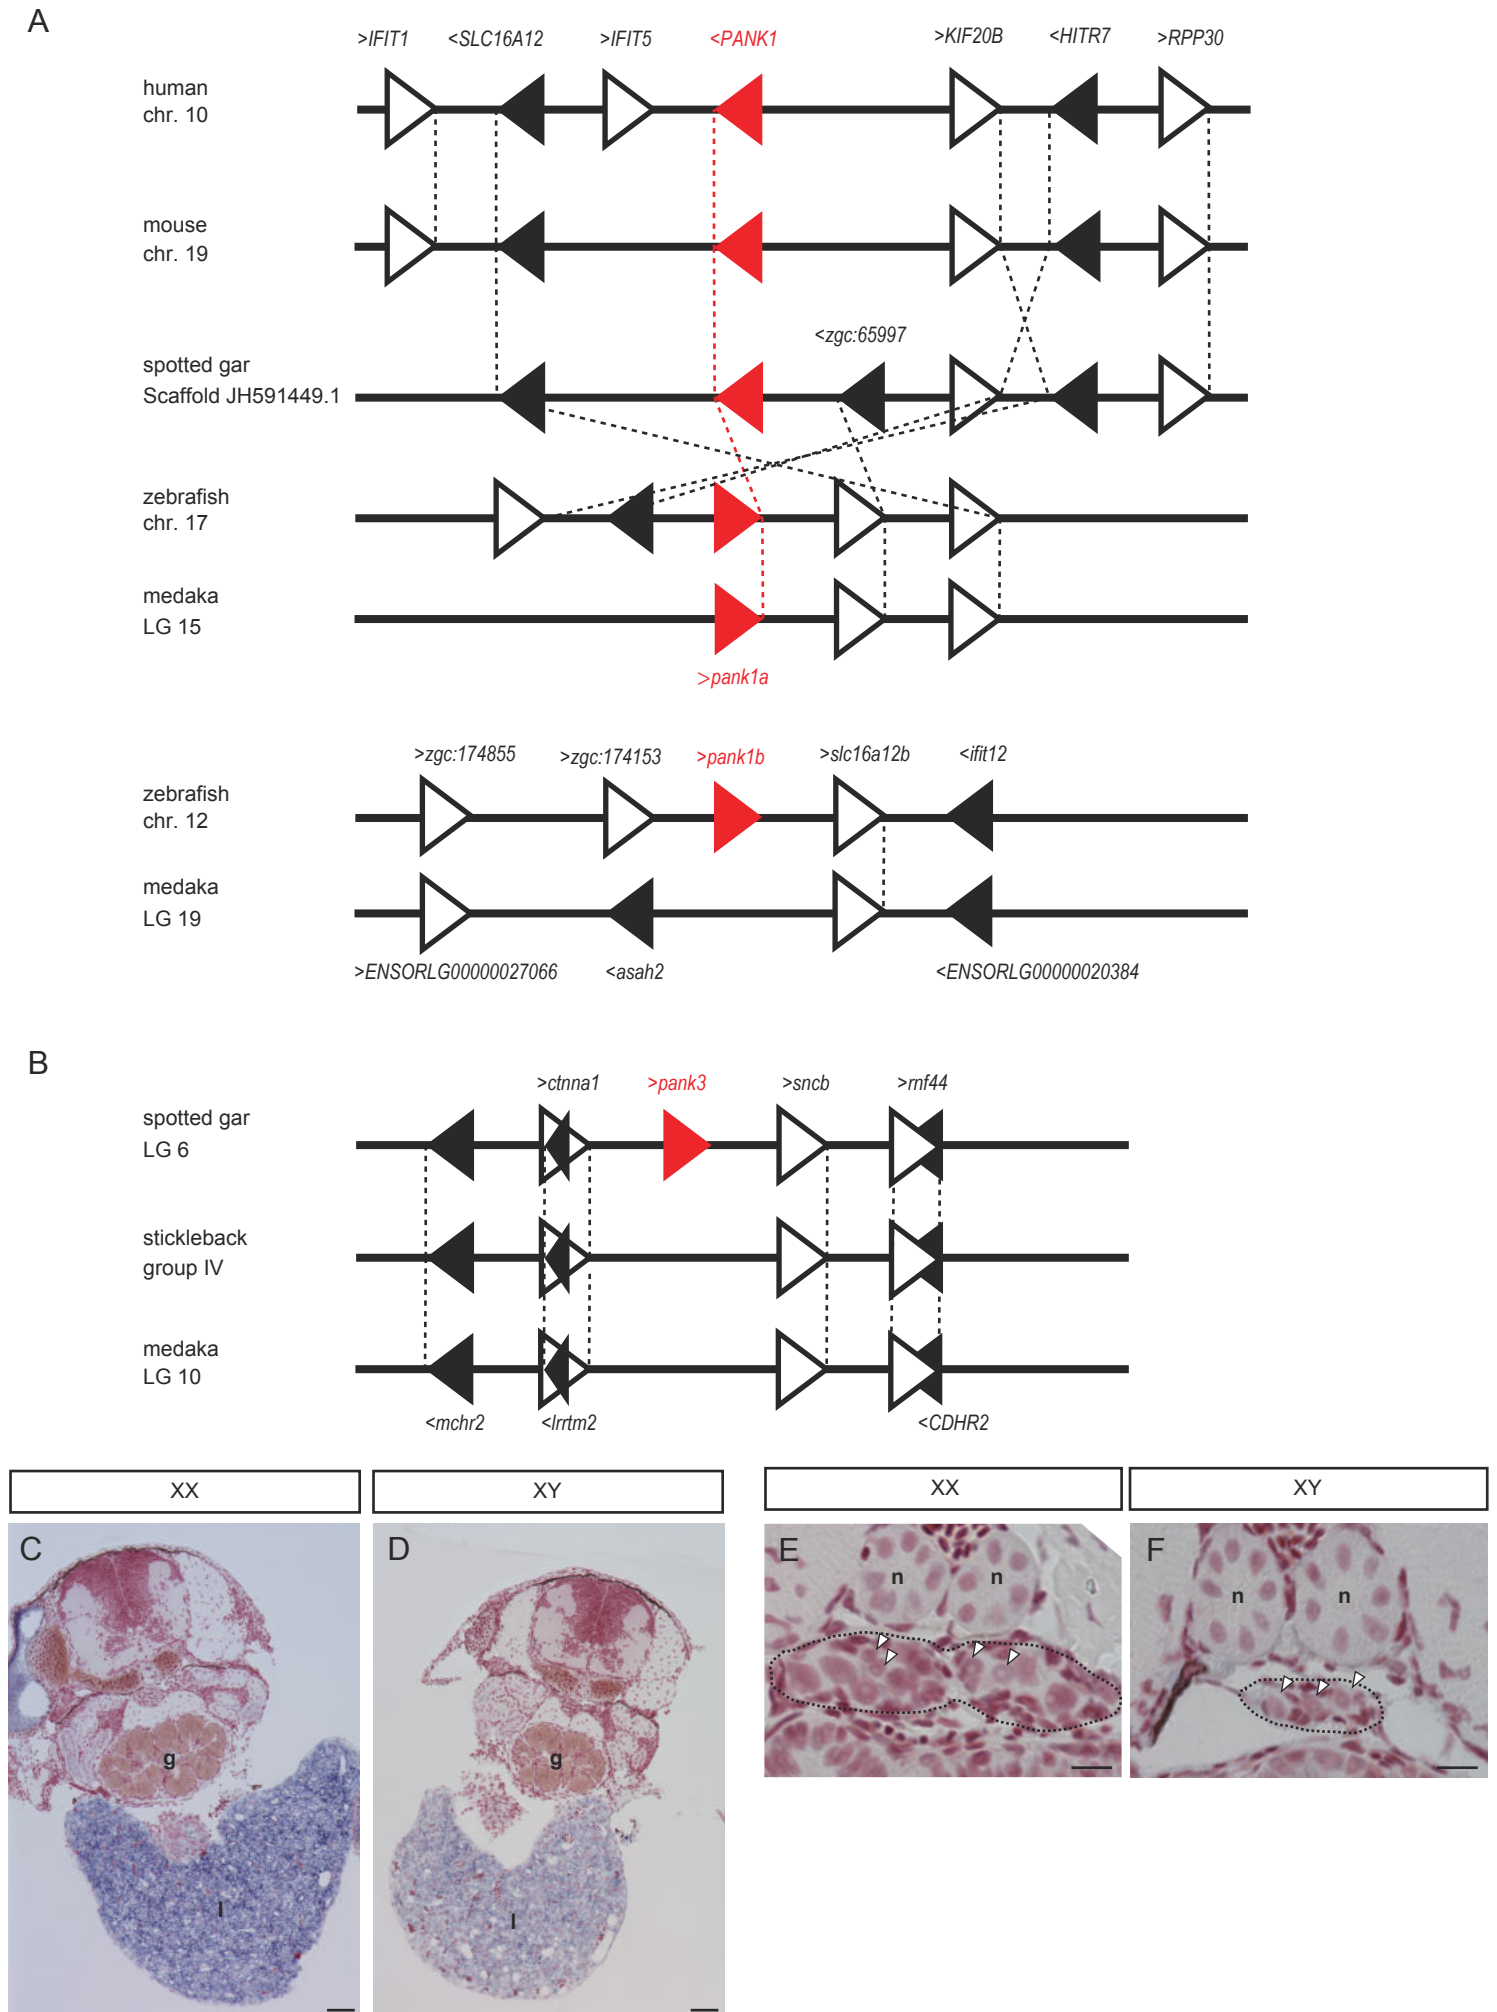 A
>IFIT1 <SLC16A12 >IFIT5 <PANK1 >KIF20B <HITR7 >RPP30
human
chr. 10
mouse
chr. 19
<zgc:65997
spotted gar
Scaffold JH591449.1
zebrafish
chr. 17
medaka
LG 15
>pank1a
>zgc:174855 >zgc:174153 >pank1b >slc16a12b <ifit12
zebrafish
chr. 12
medaka
LG 19
>ENSORLG00000027066 <asah2 <ENSORLG00000020384
B
>ctnna1 >pank3 >sncb >rnf44
spotted gar
LG 6
stickleback
group IV
medaka
LG 10
<mchr2 <lrrtm2 <CDHR2
XX XY XX XY
C D E F
n n n n
g g
l l